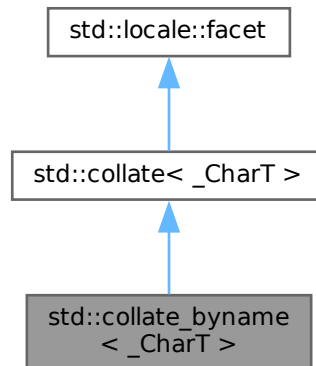 std::locale::facet
std::collate< _CharT >
std::collate_byname
< _CharT >